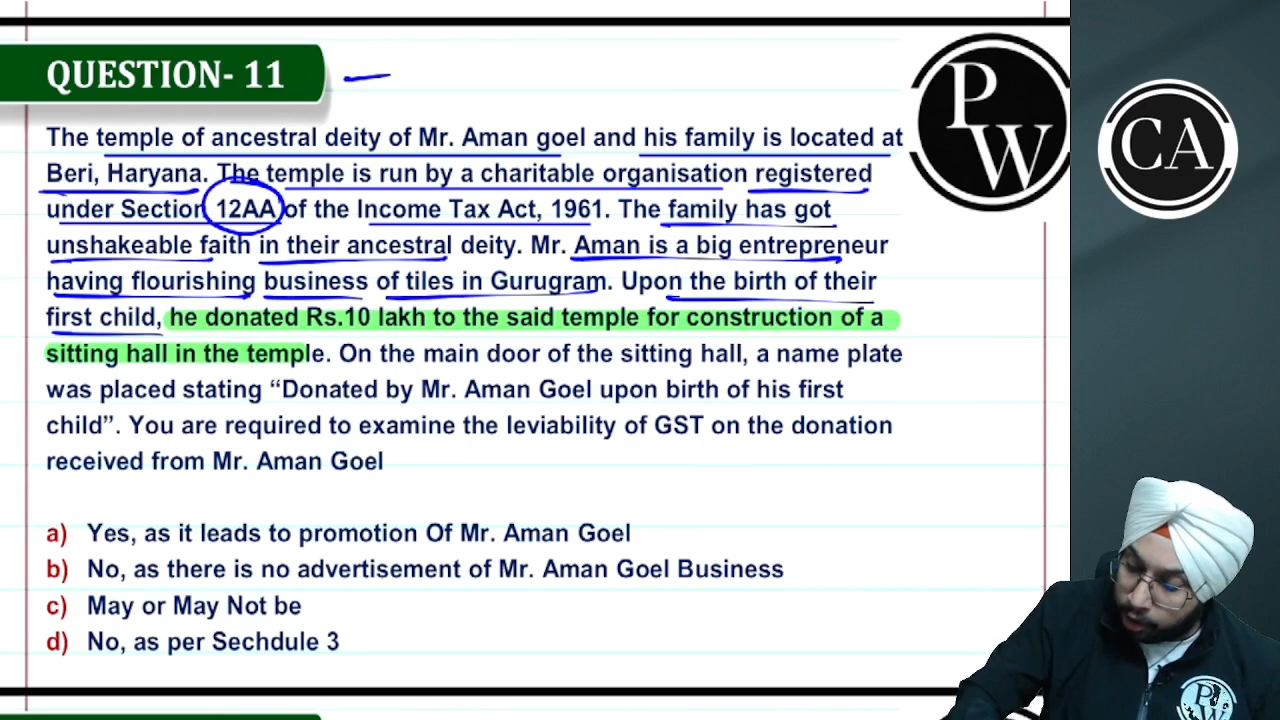 QUESTION- 11
The temple of ancestral deity of Mr. Aman goel and his family is located at
Beri, Haryana. The temple is run by a charitable organisation registered
under Section 12AA of the Income Tax Act, 1961. The family has got
unshakeable faith in their ancestral deity. Mr. Aman is a big entrepreneur
having flourishing business of tiles in Gurugram. Upon the birth of their
first child, he donated Rs.10 lakh to the said temple for construction of a
sitting hall in the temple. On the main door of the sitting hall, a name plate
was placed stating “Donated by Mr. Aman Goel upon birth of his first
child”. You are required to examine the leviability of GST on the donation
received from Mr. Aman Goel
a) Yes, as it leads to promotion Of Mr. Aman Goel
b) No, as there is no advertisement of Mr. Aman Goel Business
c) May or May Not be
d) No, as per Sechdule 3
PW
CA
PW